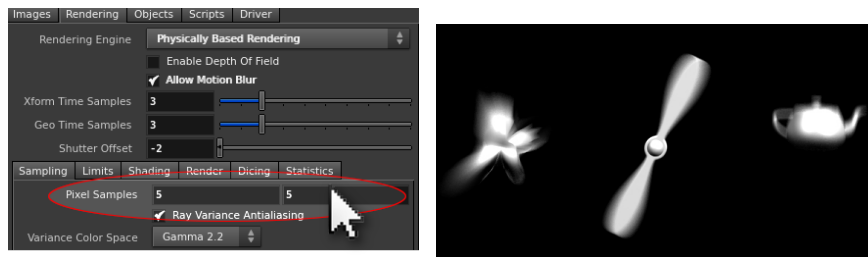 Images Rendering Objects Scripts Driver
Rendering Engine Physically Based Rendering
Enable Depth Of Field
Allow Motion Blur
Xform Time Samples 3
Geo Time Samples 3
Shutter Offset -2
Sampling Limits Shading Render Dicing Statistics
Pixel Samples 5 5
Ray Variance Antialiasing
Variance Color Space Gamma 2.2